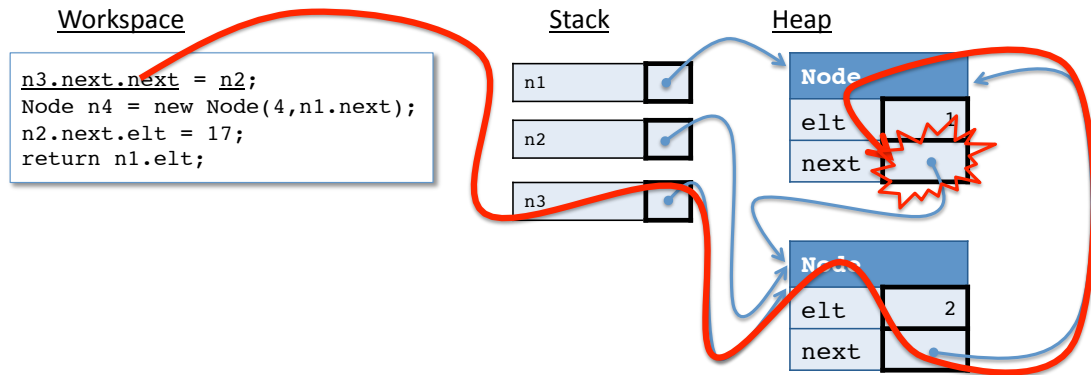 Workspace
Stack
Heap
n3.next.next = n2;
Node n4 = new Node(4,n1.next);
n2.next.elt = 17;
return n1.elt;
n1
n2
n3
Node
elt 1
next
Node
elt 2
next